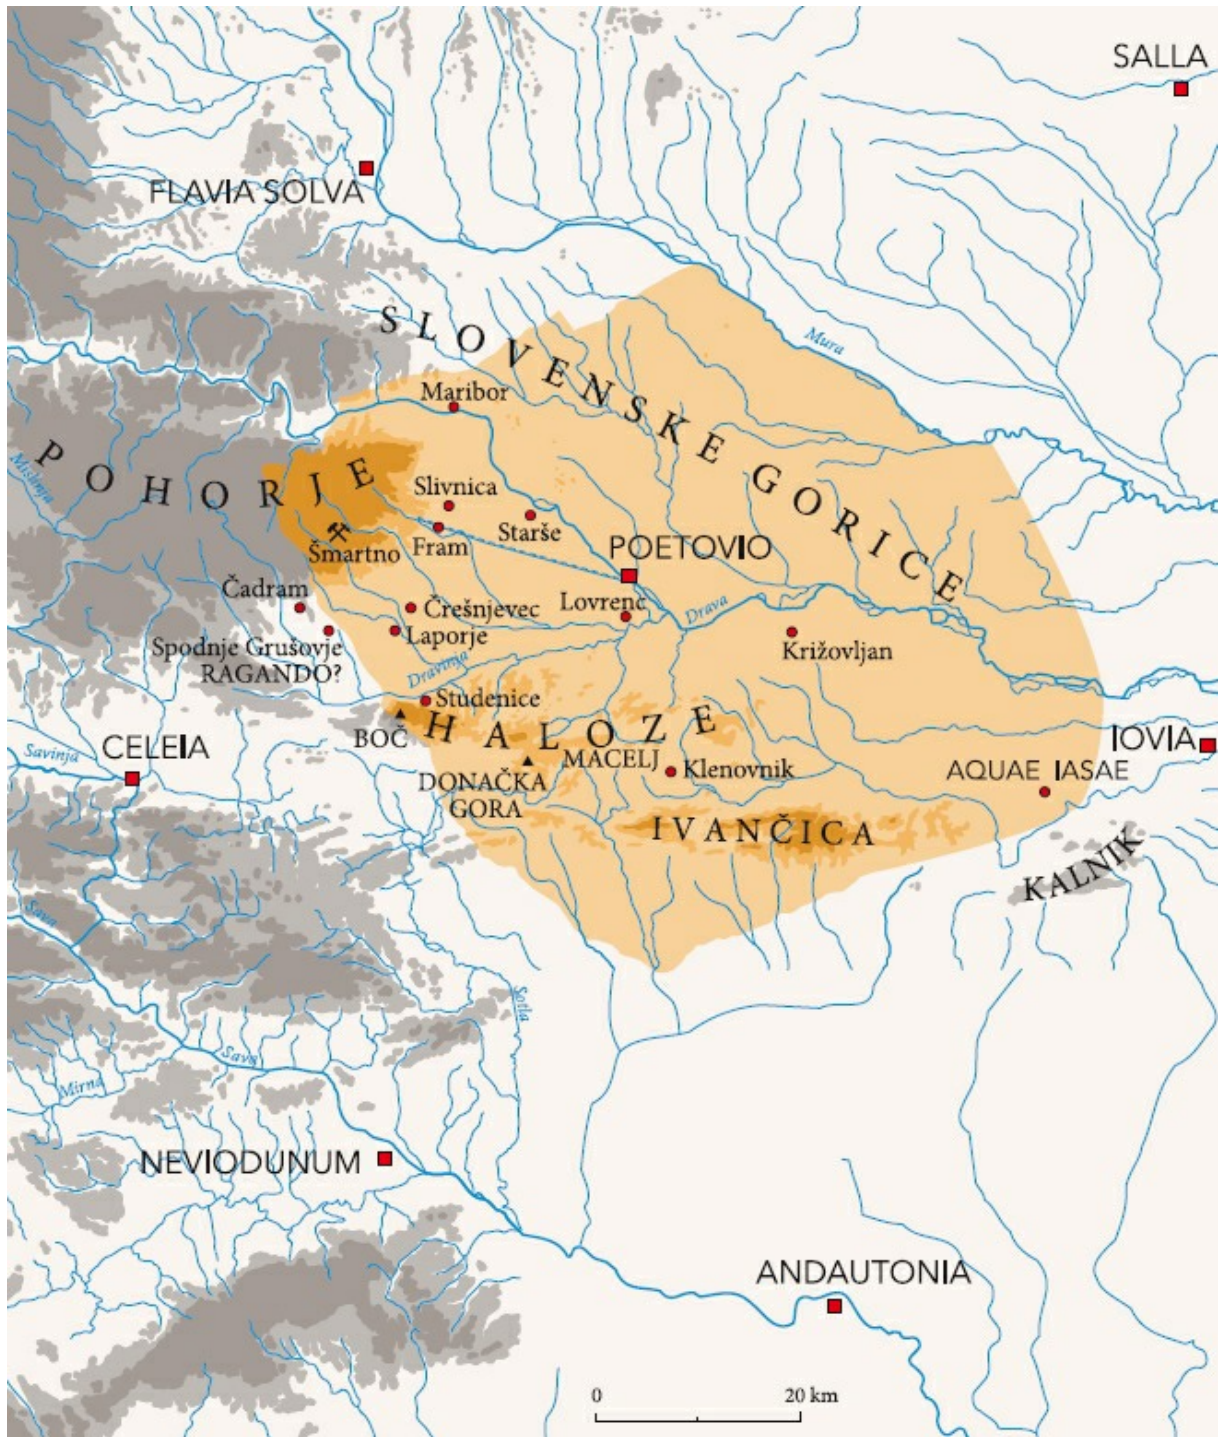 SALLA
FLAVIA SOLVA
SLOVENSKE GORICE
Mura
Maribor
POHORJE
Mislinja
Slivnica
Starše
Fram
Šmartno
POETOVIO
Čadram
Črešnjevec
Lovrenc
Drava
Laporje
Spodnje Grušovje
RAGANDO?
Križovljan
Dravinja
Studenice
HALOZE
BOČ
CELEIA
Savinja
IOVIA
MACELJ
Klenovnik
AQUAE IASAE
DONAČKA
GORA
IVANČICA
KALNIK
Sava
Sotla
Sava
Mirna
NEVIODUNUM
ANDAUTONIA
0 20 km